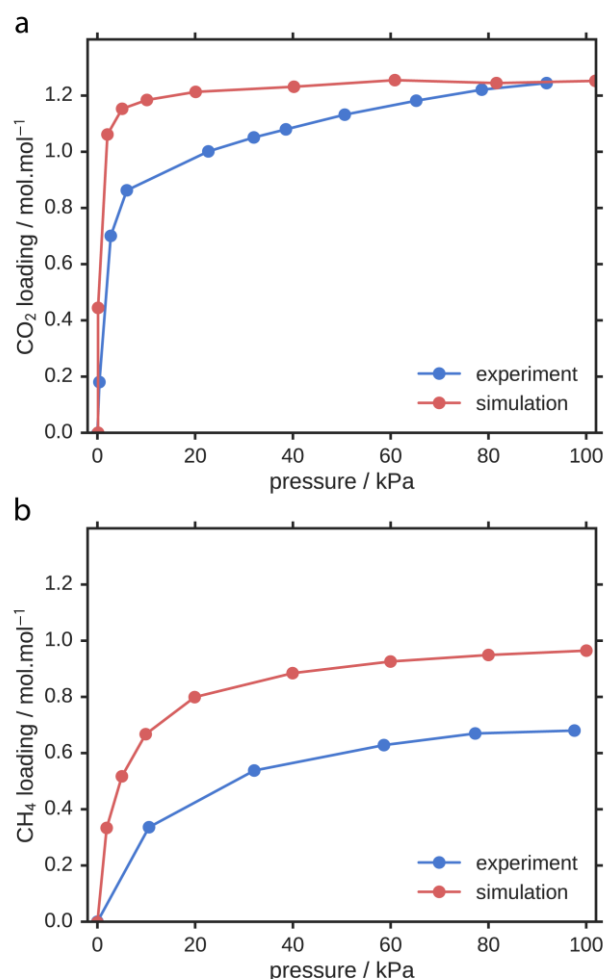 a
CO₂ loading / mol.mol⁻¹
1.2
1.0
0.8
0.6
0.4
0.2
0.0
experiment
simulation
0 20 40 60 80 100
pressure / kPa
b
CH₄ loading / mol.mol⁻¹
1.2
1.0
0.8
0.6
0.4
0.2
0.0
experiment
simulation
0 20 40 60 80 100
pressure / kPa